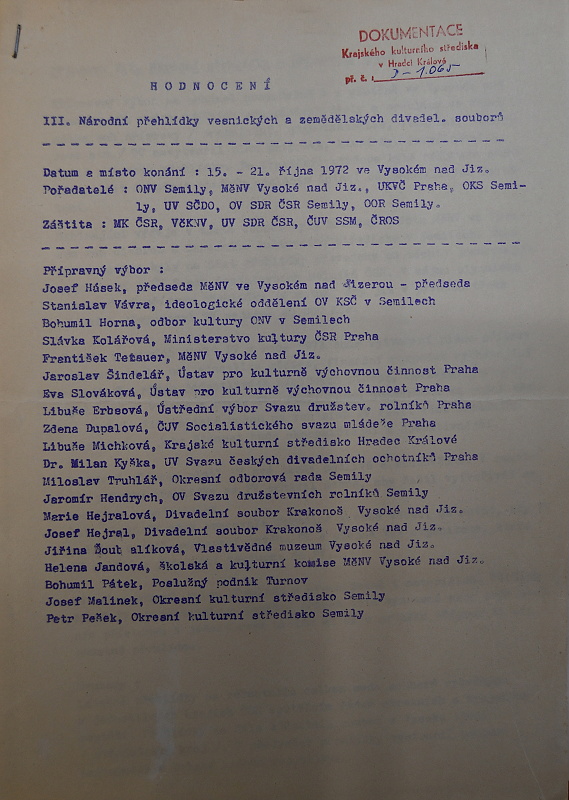 DOKUMENTACE
Krajského kulturního střediska
v Hradci Králové
př. č. 1.065
HODNOCENÍ
III. Národní přehlídky vesnických a zemědělských divadel. souborů
Datum a místo konání : 15. - 21. října 1972 ve Vysokém nad Jiz.
Pořadatelé : ONV Semily, MěNV Vysoké nad Jiz., UKVČ Praha, OKS Semi-
ly, UV SČDO, OV SDR ČSR Semily, OOR Semily.
Záštita : MK ČSR, VčKNV, UV SDR ČSR, ČUV SSM, ČROS
Přípravný výbor :
Josef Hásek, předseda MěNV ve Vysokém nad Jizerou - předseda
Stanislav Vávra, ideologické oddělení OV KSČ v Semilech
Bohumil Horna, odbor kultury ONV v Semilech
Slávka Kolářová, Ministerstvo kultury ČSR Praha
František Tetauer, MěNV Vysoké nad Jiz.
Jaroslav Šindelář, Ústav pro kulturně výchovnou činnost Praha
Eva Slováková, Ústav pro kulturně výchovnou činnost Praha
Libuše Erbsová, Ústřední výbor Svazu družstev. rolníků Praha
Zdena Dupalová, ČUV Socialistického svazu mládeže Praha
Libuše Michková, Krajské kulturní středisko Hradec Králové
Dr. Milan Kyška, UV Svazu českých divadelních ochotníků Praha
Miloslav Truhlář, Okresní odborová rada Semily
Jaromír Hendrych, OV Svazu družstevních rolníků Semily
Marie Hejralová, Divadelní soubor Krakonoš Vysoké nad Jiz.
Josef Hejral, Divadelní soubor Krakonoš Vysoké nad Jiz.
Jiřina Šoub alíková, Vlastivědné muzeum Vysoké nad Jiz.
Helena Jandová, školská a kulturní komise MěNV Vysoké nad Jiz.
Bohumil Pátek, Poslužný podnik Turnov
Josef Malinek, Okresní kulturní středisko Semily
Petr Pešek, Okresní kulturní středisko Semily